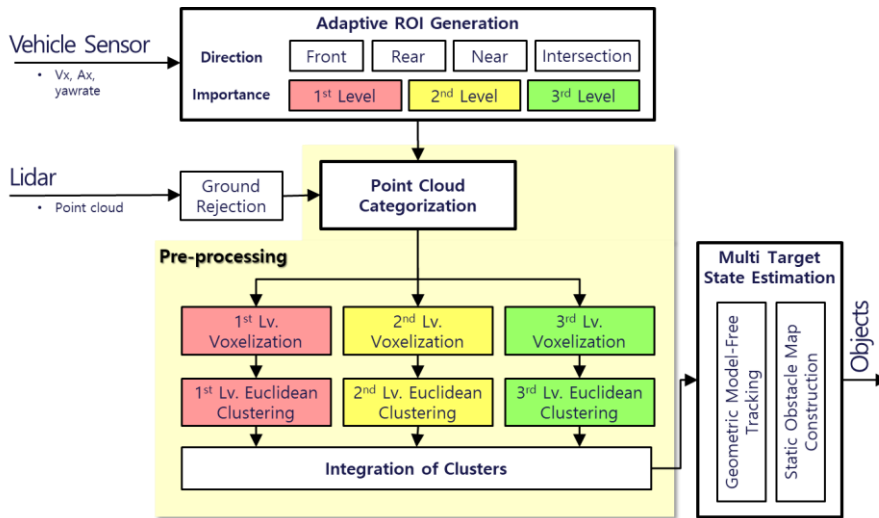 Adaptive ROI Generation
Vehicle Sensor
• Vx, Ax,
yawrate
Direction
Front
Rear
Near
Intersection
Importance
1st Level
2nd Level
3rd Level
Lidar
• Point cloud
Ground
Rejection
Point Cloud
Categorization
Pre-processing
1st Lv.
Voxelization
2nd Lv.
Voxelization
3rd Lv.
Voxelization
1st Lv. Euclidean
Clustering
2nd Lv. Euclidean
Clustering
3rd Lv. Euclidean
Clustering
Integration of Clusters
Multi Target
State Estimation
Geometric Model-Free
Tracking
Static Obstacle Map
Construction
Objects